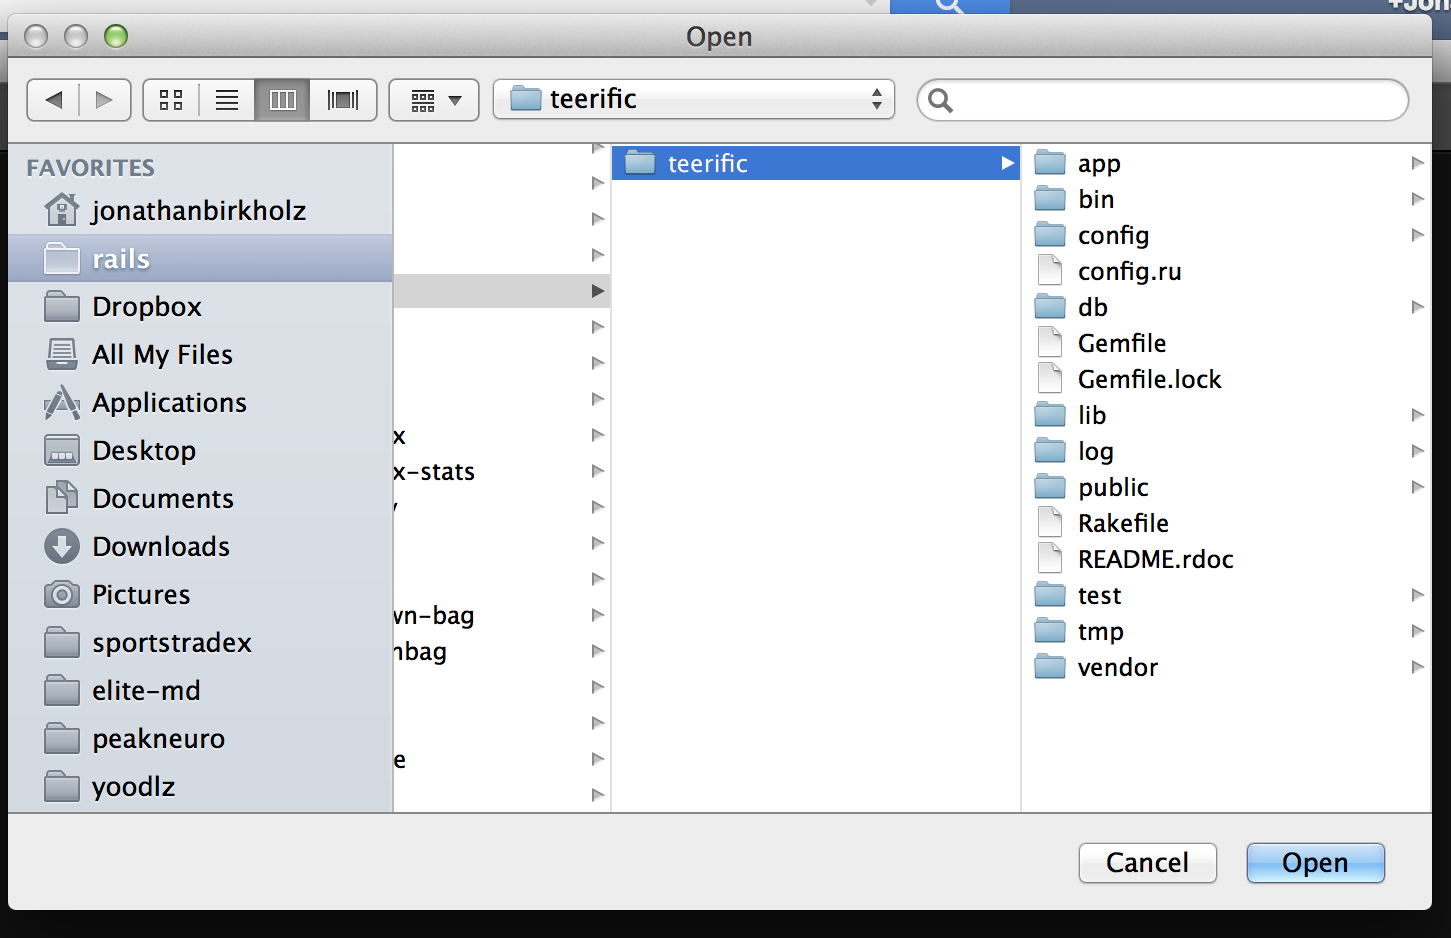 Open
teerific
FAVORITES
jonathanbirkholz
rails
Dropbox
All My Files
Applications
Desktop
Documents
Downloads
Pictures
sportstradex
elite-md
peakneuro
yoodlz
x
x-stats
wn-bag
nbag
e
teerific
app
bin
config
config.ru
db
Gemfile
Gemfile.lock
lib
log
public
Rakefile
README.rdoc
test
tmp
vendor
Cancel
Open